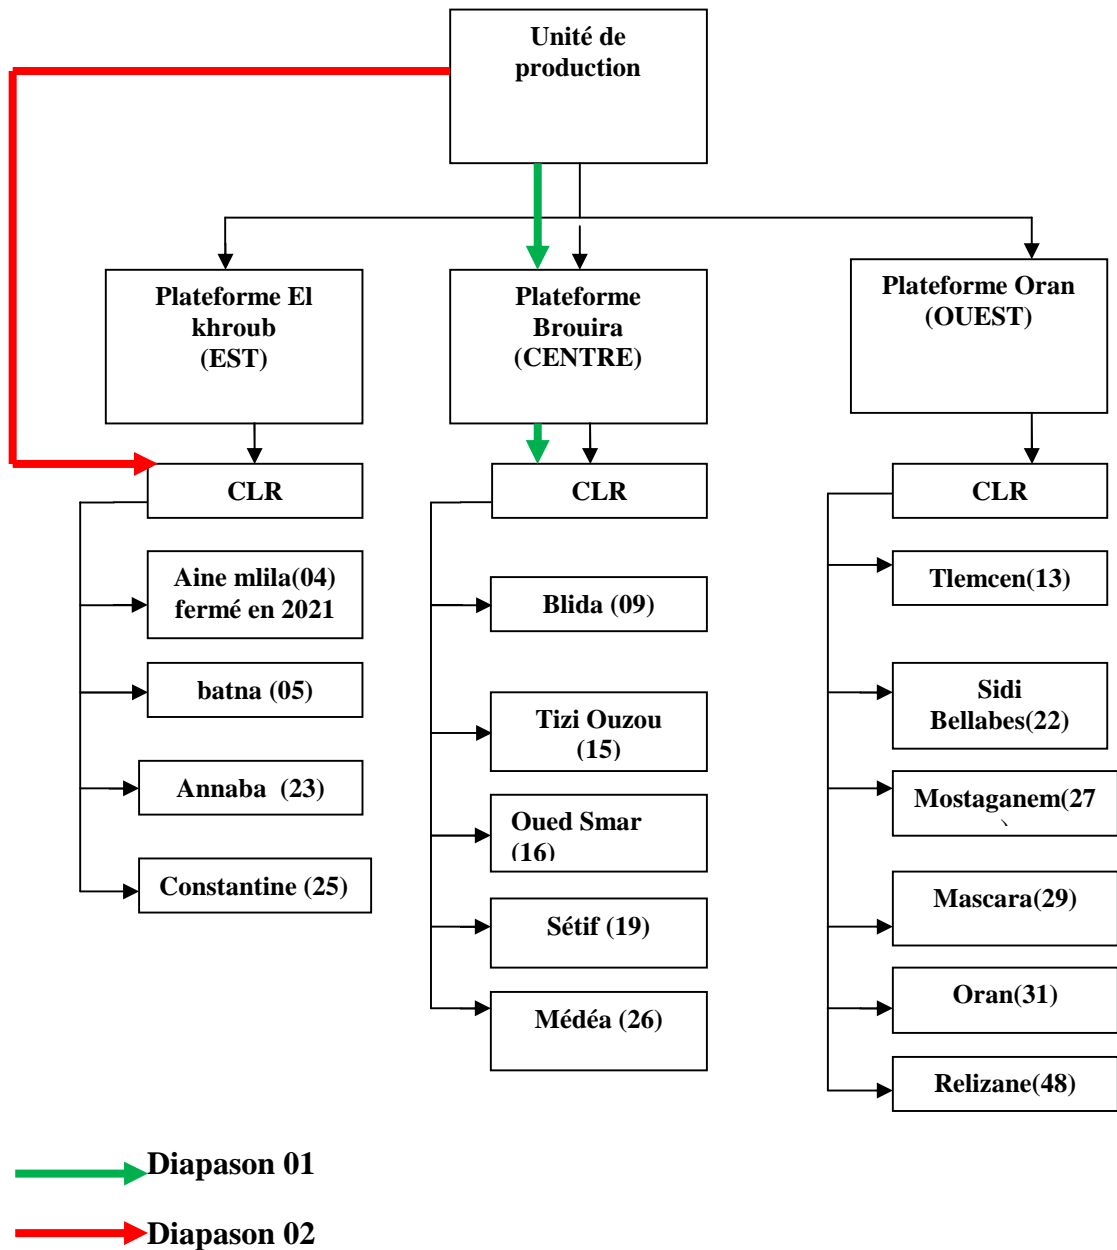 Unité de
production
Plateforme El
khroub
(EST)
Plateforme
Brouira
(CENTRE)
Plateforme Oran
(OUEST)
CLR
CLR
CLR
Aine mlila(04)
fermé en 2021
batna (05)
Annaba (23)
Constantine (25)
Blida (09)
Tizi Ouzou
(15)
Oued Smar
(16)
Sétif (19)
Médéa (26)
Tlemcen(13)
Sidi
Bellabes(22)
Mostaganem(27
)
Mascara(29)
Oran(31)
Relizane(48)
Diapason 01
Diapason 02